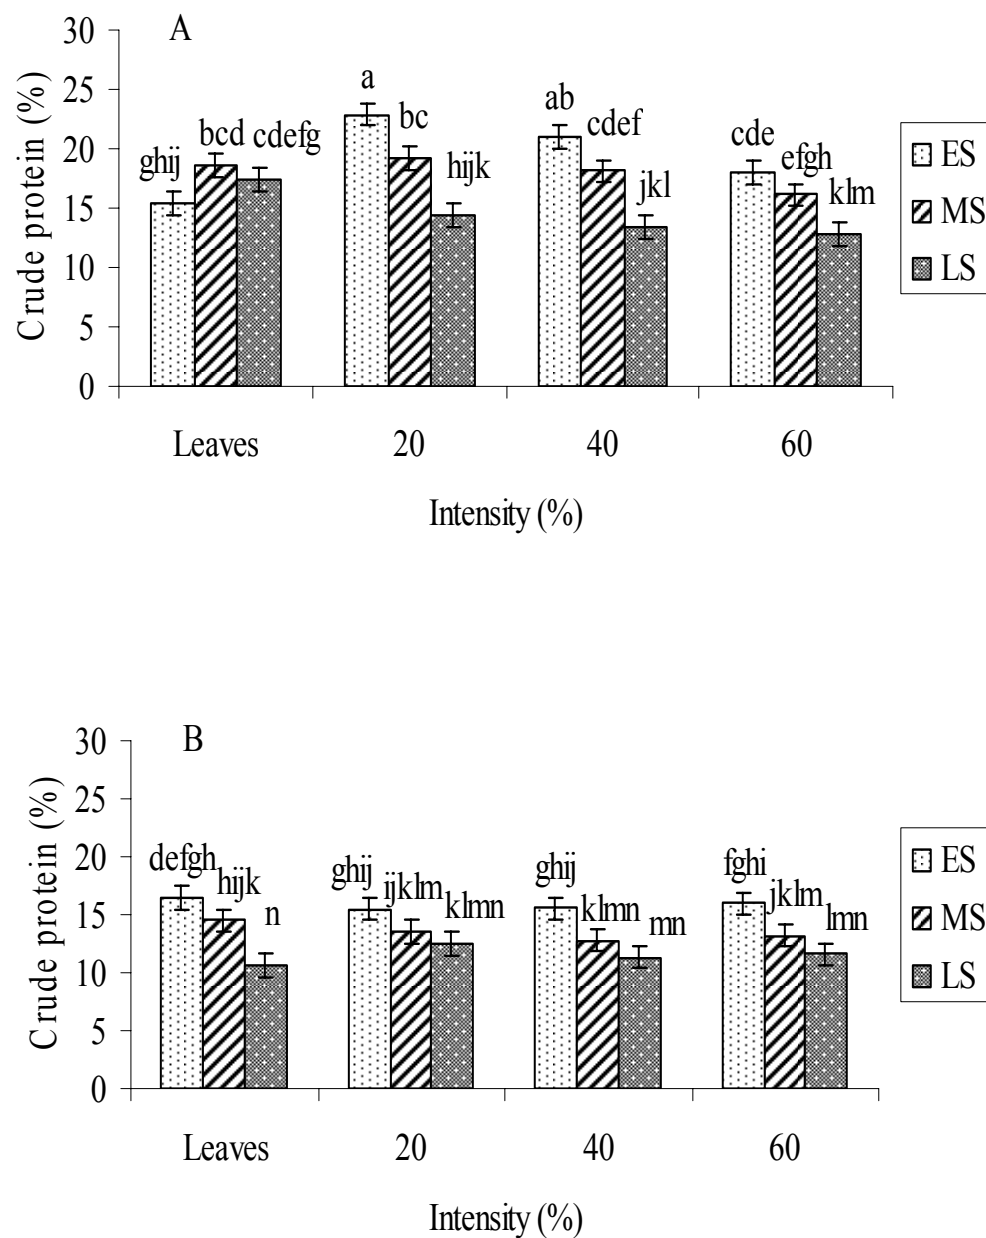 A
Crude protein (%)
30
25
20
15
10
5
0
ghij
bcd
cdefg
a
bc
hijk
ab
cdef
jkl
cde
efgh
klm
ES
MS
LS
Leaves
20
40
60
Intensity (%)
B
Crude protein (%)
30
25
20
15
10
5
0
defgh
hijk
n
ghij
ijklm
klmn
ghij
klmn
mn
fghi
jklm
lmn
ES
MS
LS
Leaves
20
40
60
Intensity (%)